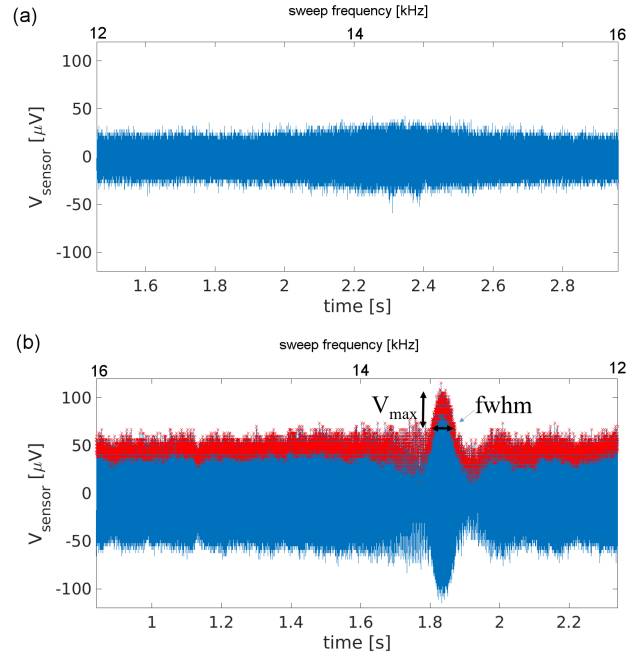 (a)
sweep frequency [kHz]
12 14 16
100
50
0
-50
-100
V_sensor [μV]
1.6 1.8 2 2.2 2.4 2.6 2.8
time [s]
(b)
sweep frequency [kHz]
16 14 12
100
50
0
-50
-100
V_sensor [μV]
V_max
fwhm
1 1.2 1.4 1.6 1.8 2 2.2
time [s]